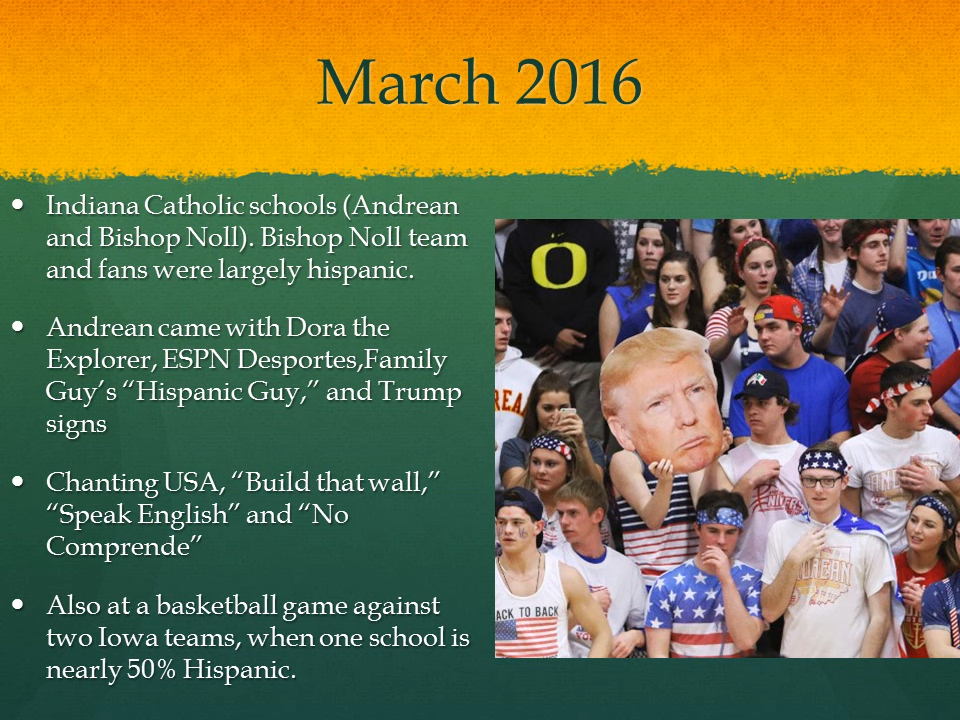 March 2016
• Indiana Catholic schools (Andrean
and Bishop Noll). Bishop Noll team
and fans were largely hispanic.
• Andrean came with Dora the
Explorer, ESPN Desportes,Family
Guy’s “Hispanic Guy,” and Trump
signs
• Chanting USA, “Build that wall,”
“Speak English” and “No
Comprende”
• Also at a basketball game against
two Iowa teams, when one school is
nearly 50% Hispanic.
O
REA
ACK TO BACK
DREAN